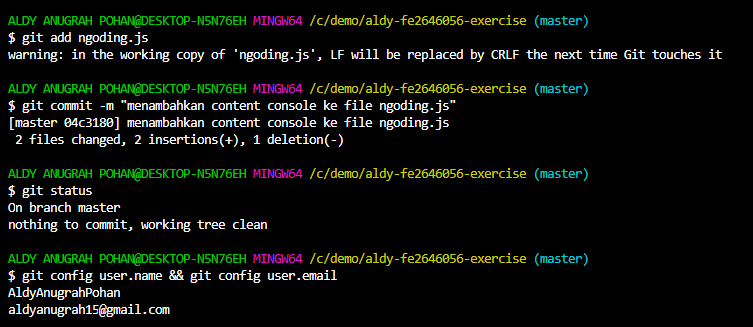 ALDY ANUGRAH POHAN@DESKTOP-N5N76EH MINGW64 /c/demo/aldy-fe2646056-exercise (master)
$ git add ngoding.js
warning: in the working copy of 'ngoding.js', LF will be replaced by CRLF the next time Git touches it
ALDY ANUGRAH POHAN@DESKTOP-N5N76EH MINGW64 /c/demo/aldy-fe2646056-exercise (master)
$ git commit -m "menambahkan content console ke file ngoding.js"
[master 04c3180] menambahkan content console ke file ngoding.js
 2 files changed, 2 insertions(+), 1 deletion(-)
ALDY ANUGRAH POHAN@DESKTOP-N5N76EH MINGW64 /c/demo/aldy-fe2646056-exercise (master)
$ git status
On branch master
nothing to commit, working tree clean
ALDY ANUGRAH POHAN@DESKTOP-N5N76EH MINGW64 /c/demo/aldy-fe2646056-exercise (master)
$ git config user.name && git config user.email
AldyAnugrahPohan
aldyanugrah15@gmail.com